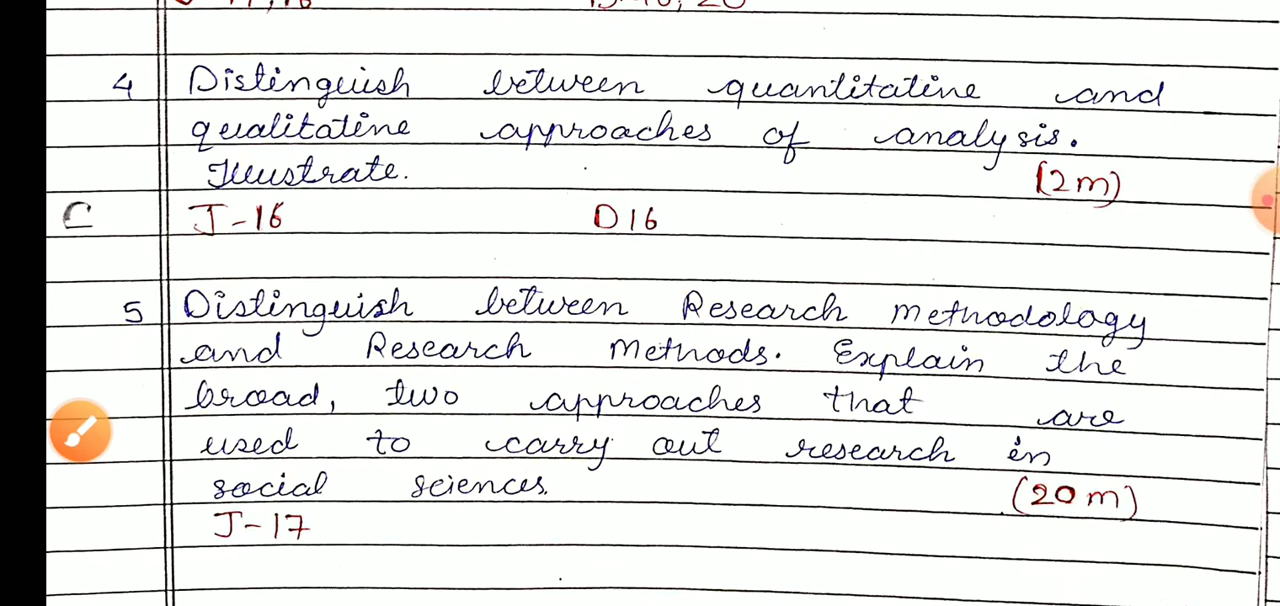 4 Distinguish between quantitative and
qualitative approaches of analysis.
Illustrate. (2m)
J-16 D16
5 Distinguish between Research Methodology
and Research Methods. Explain the
broad, two approaches that are
used to carry out research in
social sciences. (20m)
J-17